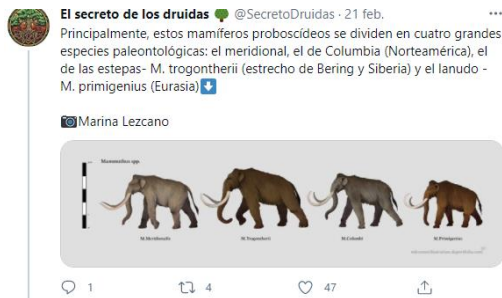 El secreto de los druidas 🌳 @SecretoDruidas · 21 feb. ...
Principalmente, estos mamíferos proboscídeos se dividen en cuatro grandes
especies paleontológicas: el meridional, el de Columbia (Norteamérica), el
de las estepas- M. trogontherii (estrecho de Bering y Siberia) y el lanudo -
M. primigenius (Eurasia)⬇️
📷Marina Lezcano
Mammuthus spp.
M. Meridionalis M. Trogontherii M. Columbi M. Primigenius
1 4 47